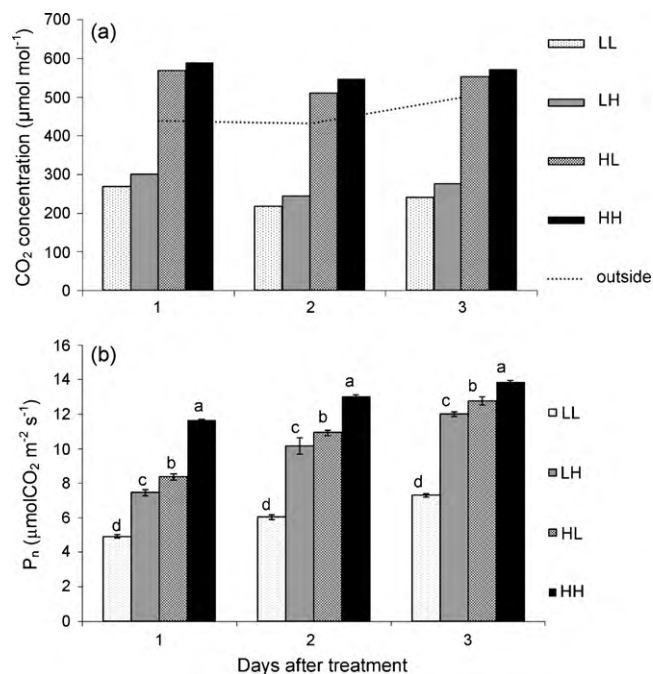 (a)
CO₂ concentration (µmol mol⁻¹)
700
600
500
400
300
200
100
0
1
2
3
LL
LH
HL
HH
outside
(b)
Pₙ (µmolCO₂ m⁻² s⁻¹)
16
14
12
10
8
6
4
2
0
d
c
b
a
d
c
b
a
d
c
b
a
1
2
3
Days after treatment
LL
LH
HL
HH